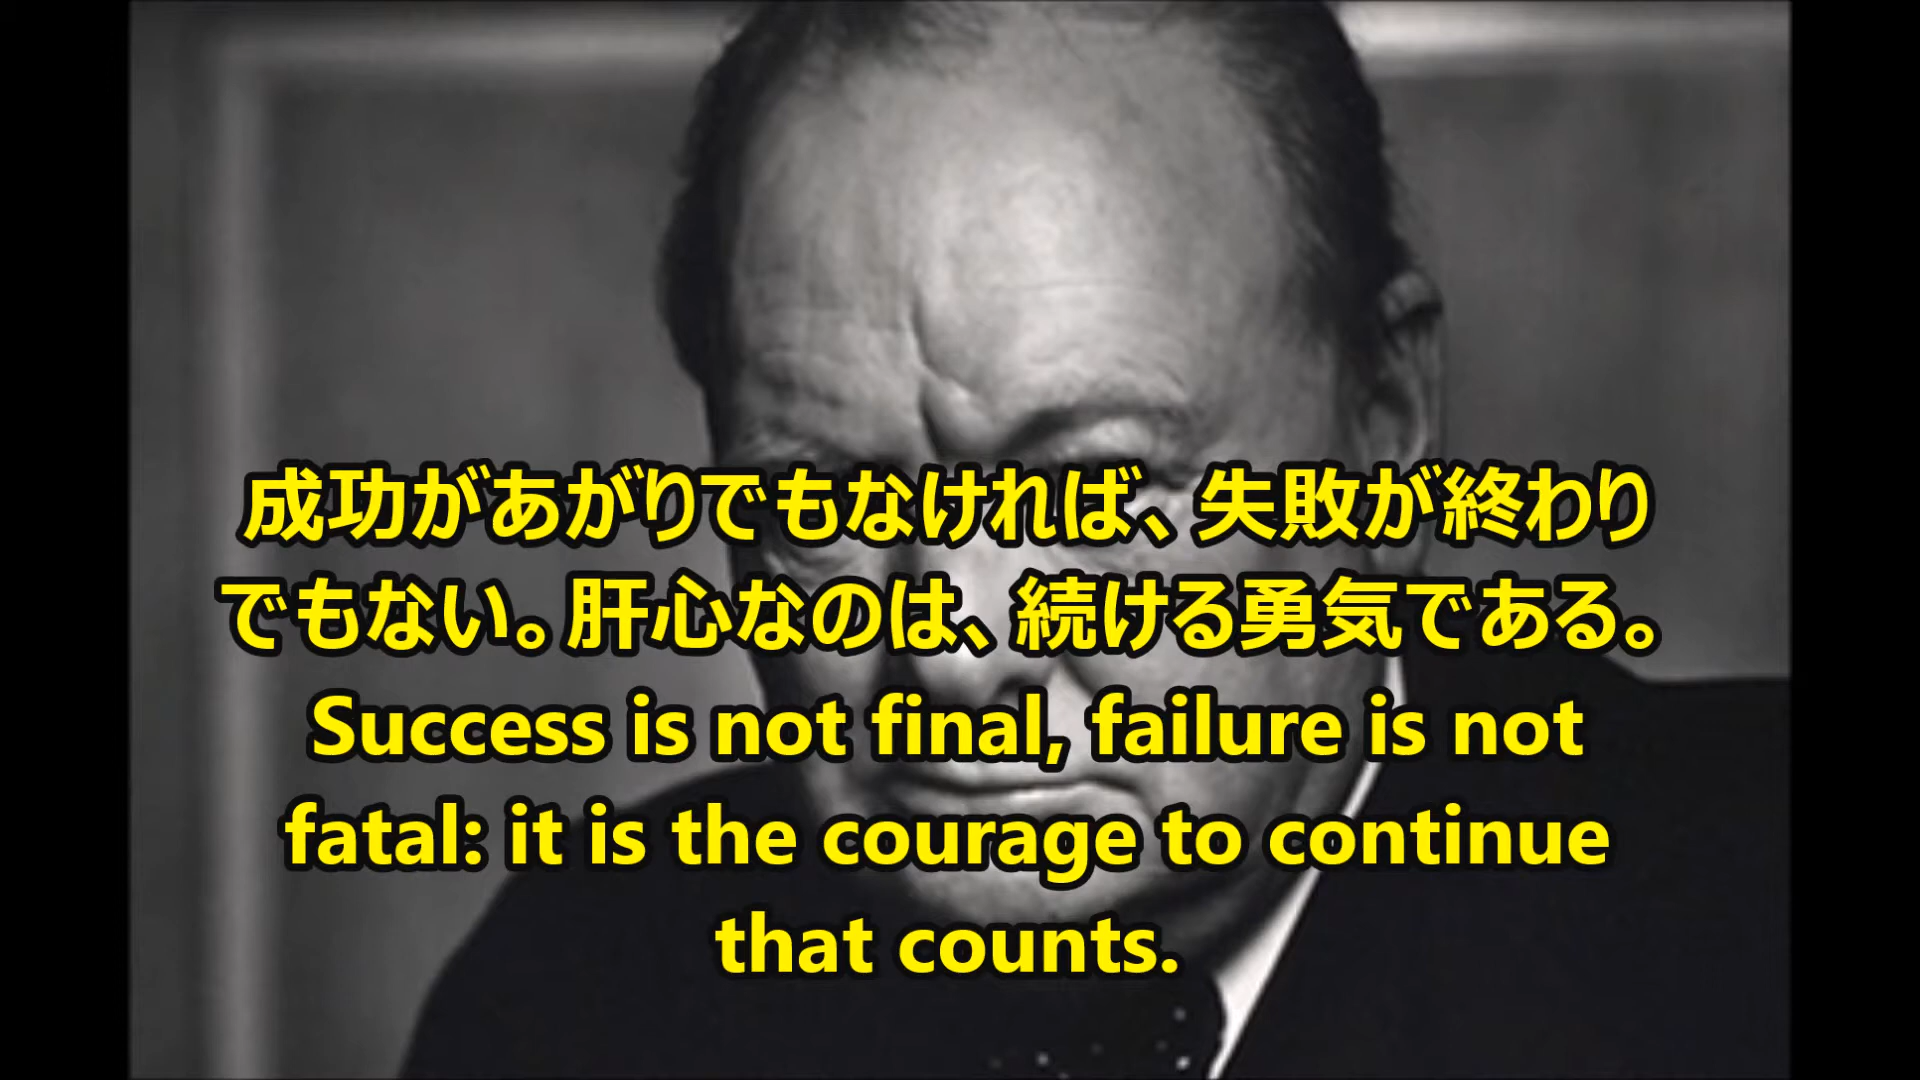 成功があがりでもなければ、失敗が終わり
でもない。肝心なのは、続ける勇気である。
Success is not final, failure is not
fatal: it is the courage to continue
that counts.